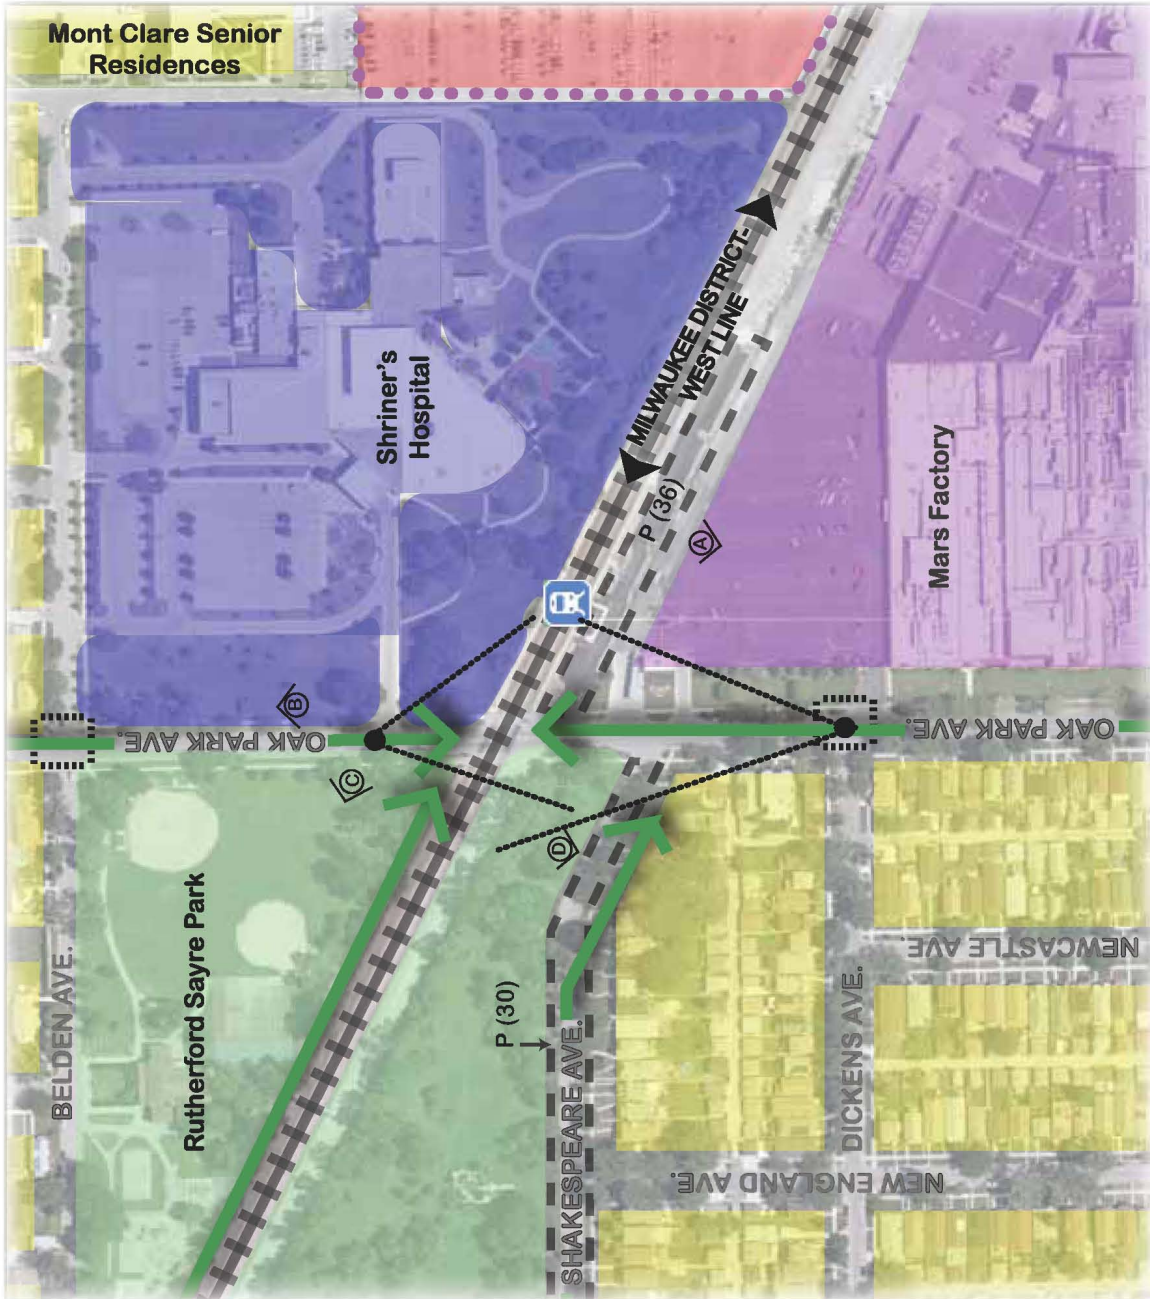 Mont Clare Senior
Residences
Shriner's
Hospital
MILWAUKEE DISTRICT-
WEST LINE
P (36)
A
Mars Factory
B
OAK PARK AVE.
C
OAK PARK AVE.
D
Rutherford Sayre Park
BELDEN AVE.
P (30)
SHAKESPEARE AVE.
DICKENS AVE.
NEWCASTLE AVE.
NEW ENGLAND AVE.